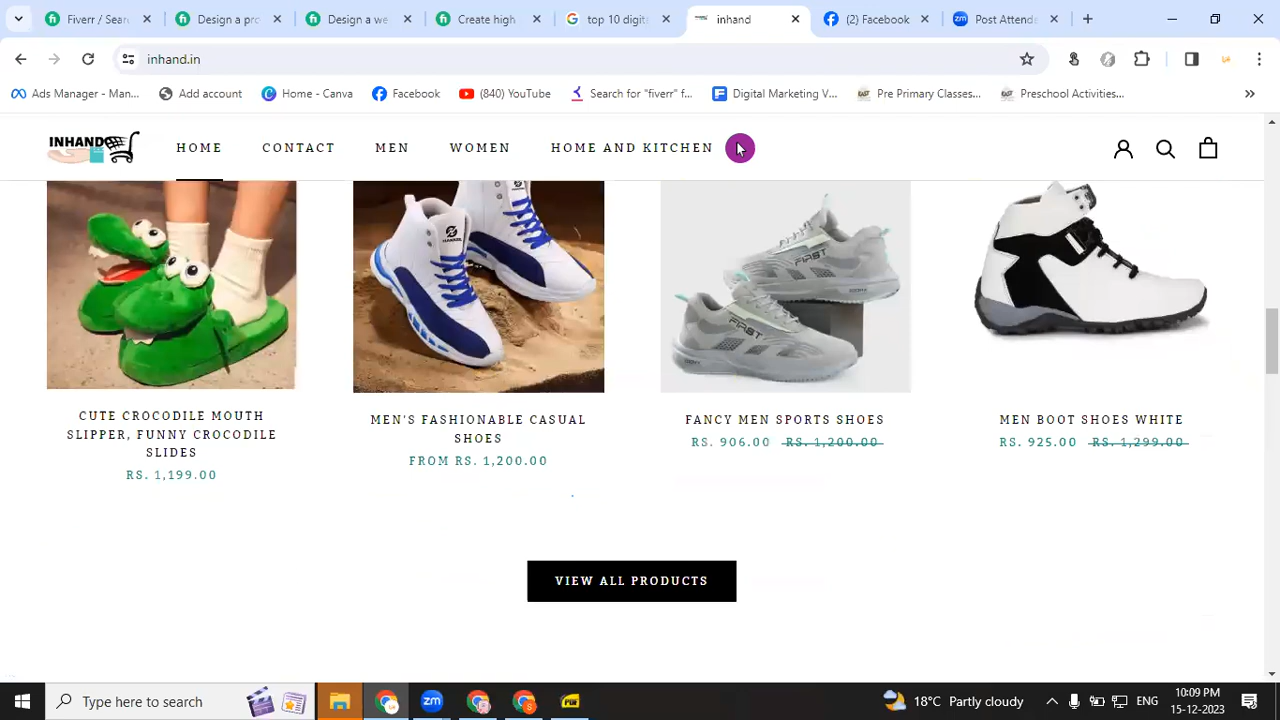 Fiverr / Sear
Design a pro
Design a we
Create high
top 10 digit
inhand
(2) Facebook
Post Attend
inhand.in
Ads Manager - Man...
Add account
Home - Canva
Facebook
(840) YouTube
Search for "fiverr" f...
Digital Marketing V...
Pre Primary Classes...
Preschool Activities...
INHAND
HOME
CONTACT
MEN
WOMEN
HOME AND KITCHEN
FIRST
FIRST
CUTE CROCODILE MOUTH
SLIPPER, FUNNY CROCODILE
SLIDES
RS. 1,199.00
MEN'S FASHIONABLE CASUAL
SHOES
FROM RS. 1,200.00
FANCY MEN SPORTS SHOES
RS. 906.00 RS. 1,200.00
MEN BOOT SHOES WHITE
RS. 925.00 RS. 1,299.00
VIEW ALL PRODUCTS
Type here to search
18°C Partly cloudy
ENG
10:09 PM
15-12-2023